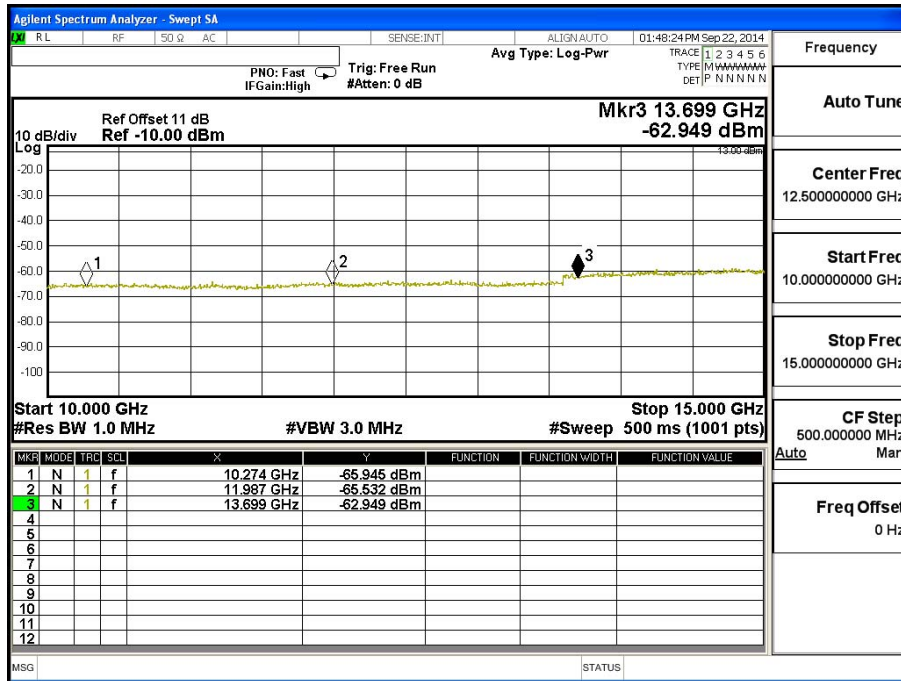 Agilent Spectrum Analyzer - Swept SA
LXI RL RF 50 Ω AC SENSE:INT ALIGN AUTO 01:48:24 PM Sep 22, 2014
Avg Type: Log-Pwr TRACE 1 2 3 4 5 6
PNO: Fast Trig: Free Run TYPE M WWWWW
IFGain:High #Atten: 0 dB DET P N N N N N
Ref Offset 11 dB
10 dB/div Ref -10.00 dBm
Mkr3 13.699 GHz
-62.949 dBm
Log
-13.00 dBm
-20.0
-30.0
-40.0
-50.0
-60.0
-70.0
-80.0
-90.0
-100
1
2
3
Start 10.000 GHz Stop 15.000 GHz
#Res BW 1.0 MHz #VBW 3.0 MHz #Sweep 500 ms (1001 pts)
MKR MODE TRC SCL X Y FUNCTION FUNCTION WIDTH FUNCTION VALUE
1 N 1 f 10.274 GHz -65.945 dBm
2 N 1 f 11.987 GHz -65.532 dBm
3 N 1 f 13.699 GHz -62.949 dBm
4
5
6
7
8
9
10
11
12
MSG STATUS
Frequency
Auto Tune
Center Freq
12.500000000 GHz
Start Freq
10.000000000 GHz
Stop Freq
15.000000000 GHz
CF Step
500.000000 MHz
Auto Man
Freq Offset
0 Hz